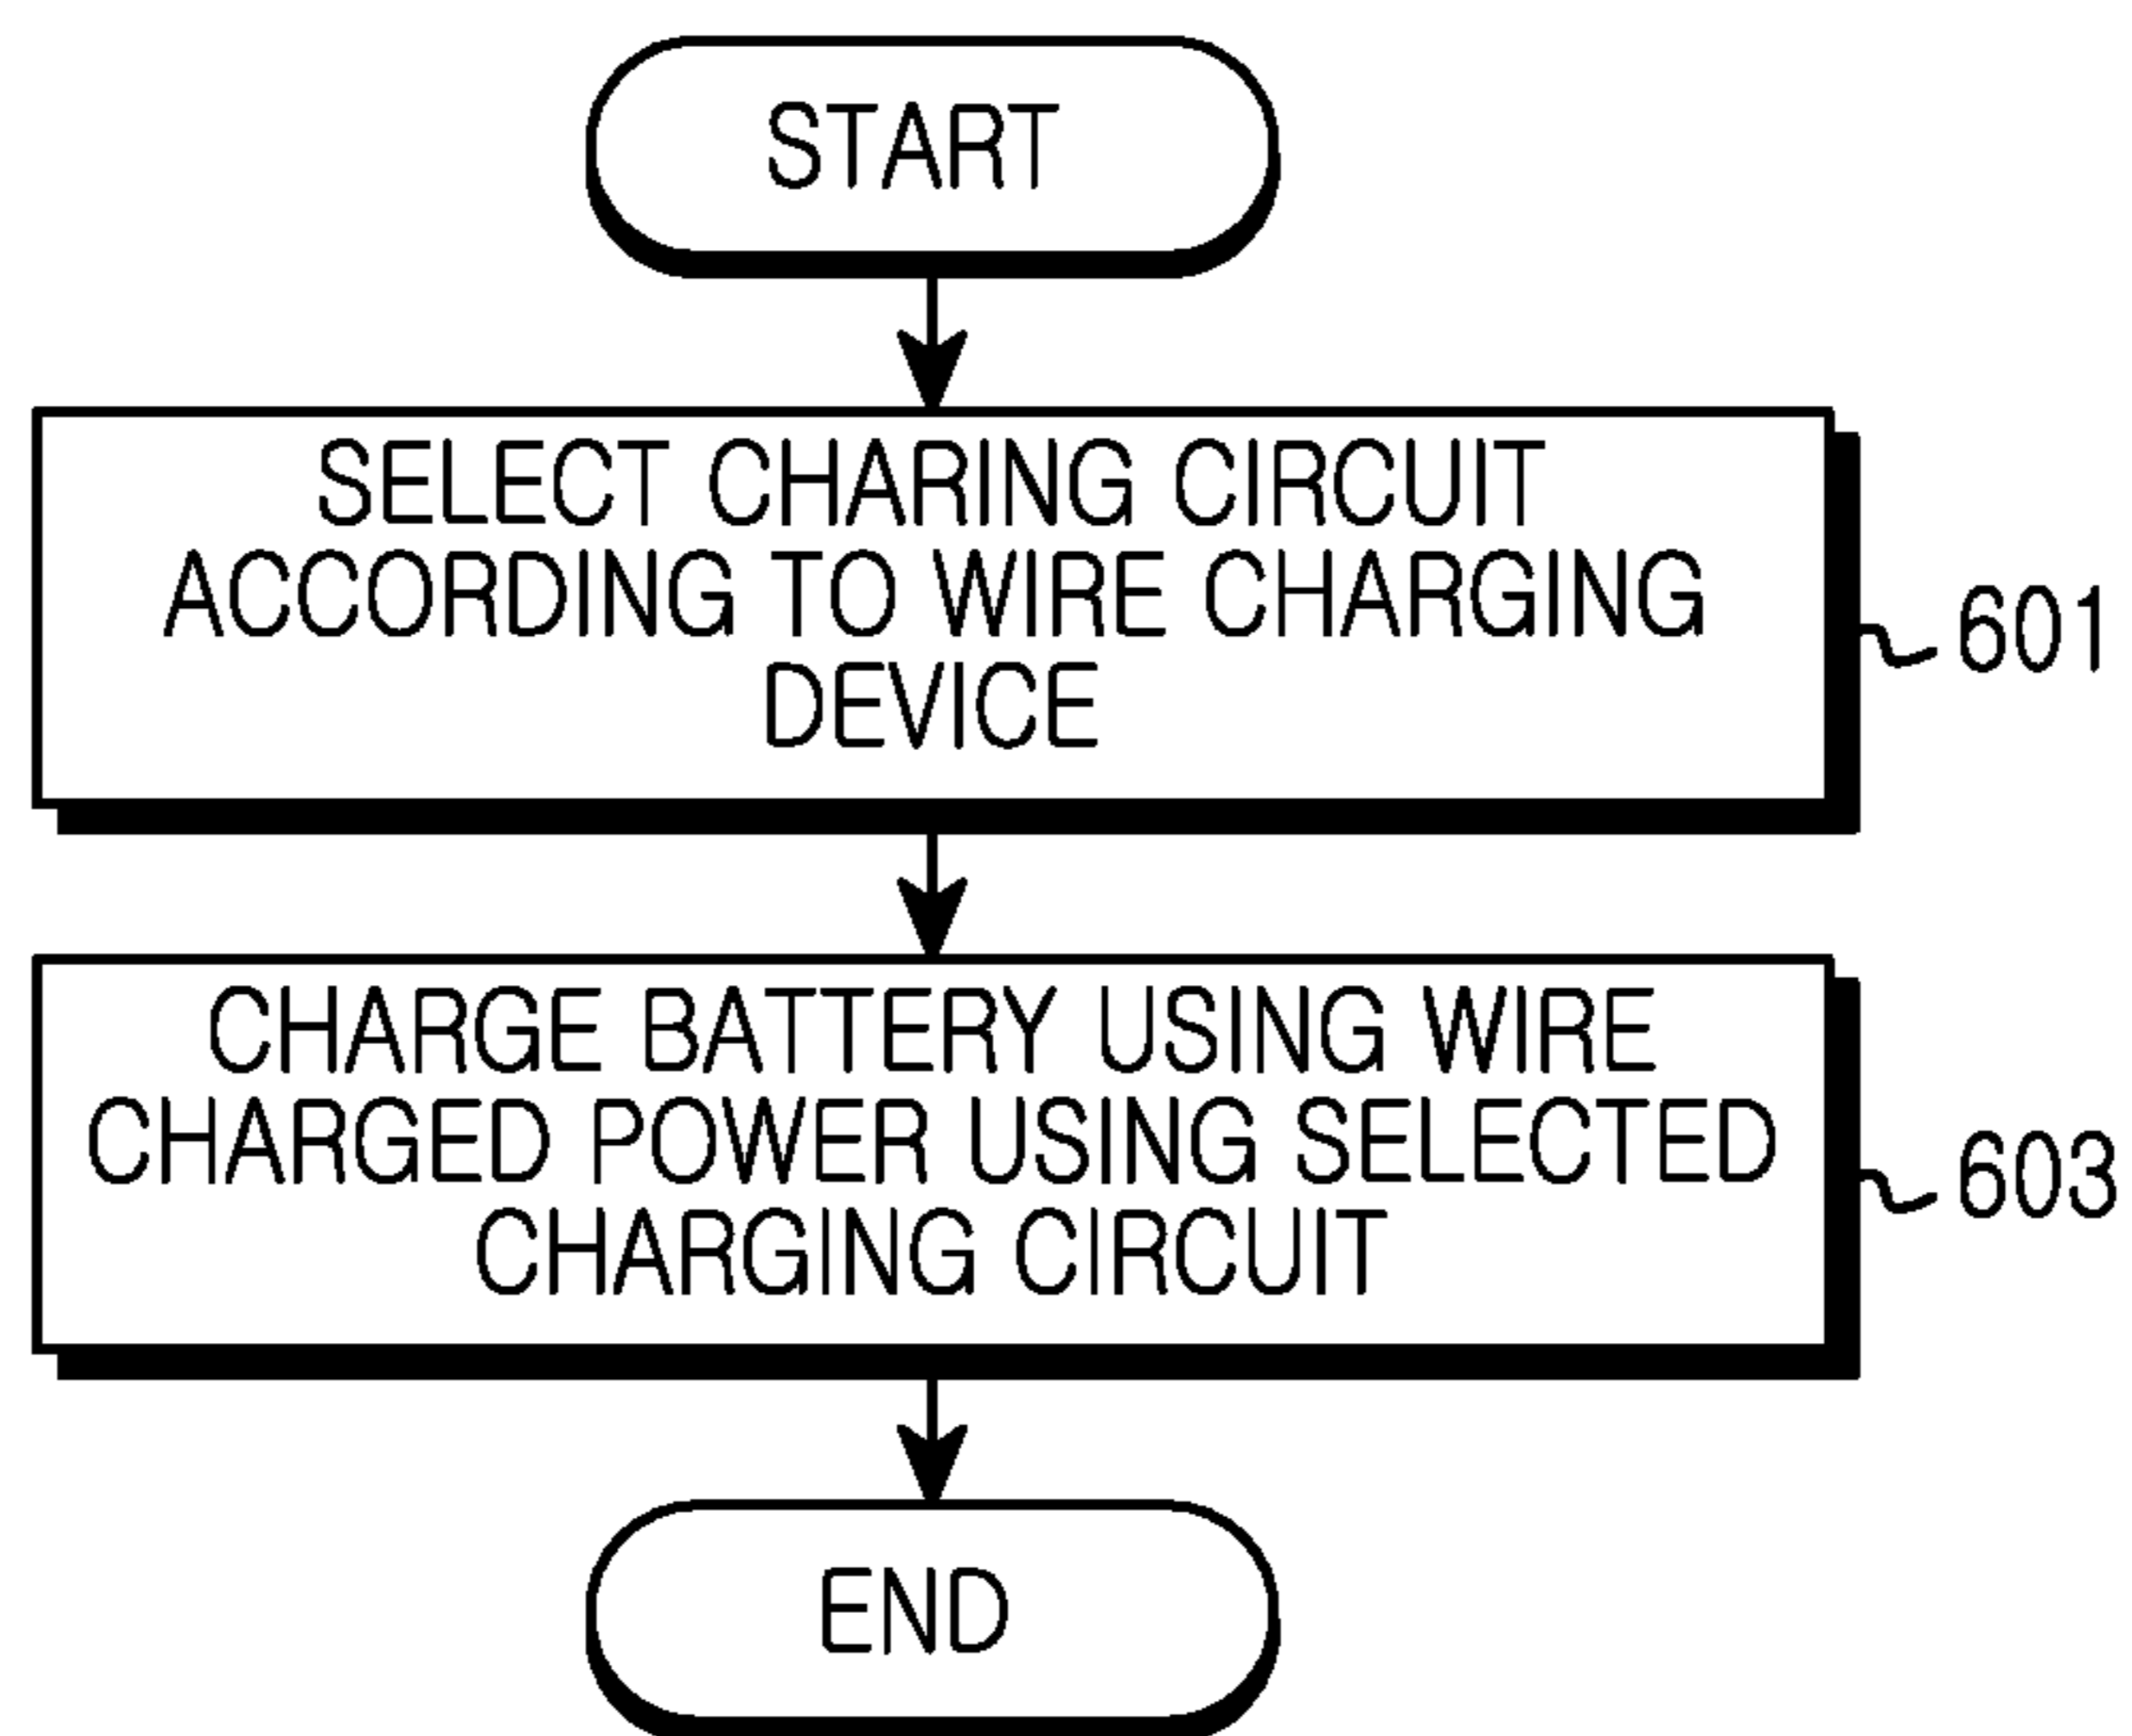 START
SELECT CHARING CIRCUIT
ACCORDING TO WIRE CHARGING
DEVICE
601
CHARGE BATTERY USING WIRE
CHARGED POWER USING SELECTED
CHARGING CIRCUIT
603
END